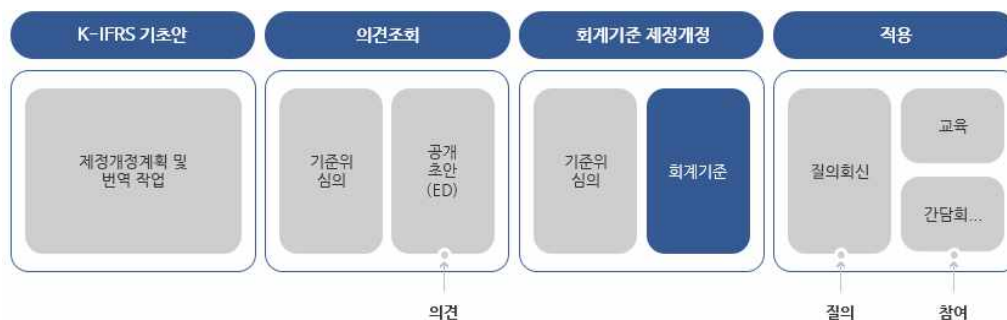 K-IFRS 기초안
의견조회
회계기준 제정개정
적용
제정개정계획 및
번역 작업
기준위
심의
공개
초안
(ED)
기준위
심의
회계기준
질의회신
교육
간담회...
의견
질의
참여